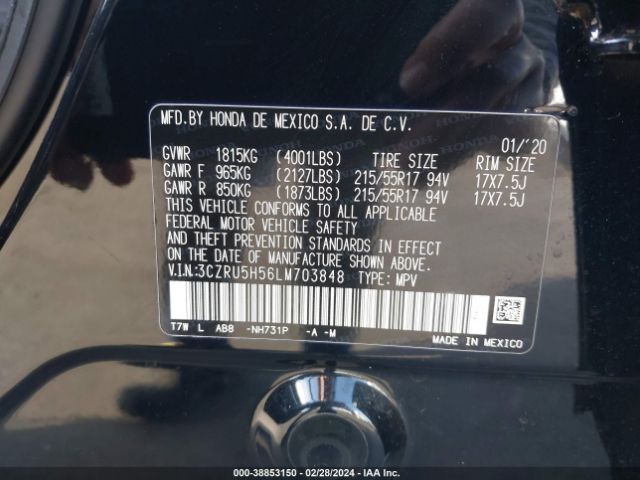 MFD.BY HONDA DE MEXICO S.A. DE C.V.
01/'20
GVWR 1815KG (4001LBS) TIRE SIZE RIM SIZE
GAWR F 965KG (2127LBS) 215/55R17 94V 17X7.5J
GAWR R 850KG (1873LBS) 215/55R17 94V 17X7.5J
THIS VEHICLE CONFORMS TO ALL APPLICABLE
FEDERAL MOTOR VEHICLE SAFETY
AND THEFT PREVENTION STANDARDS IN EFFECT
ON THE DATE OF MANUFACTURE SHOWN ABOVE.
V.I.N.:3CZRU5H56LM703848 TYPE: MPV
T7W L AB8 -NH731P -A -M
MADE IN MEXICO
000-38853150 - 02/28/2024 - IAA Inc.